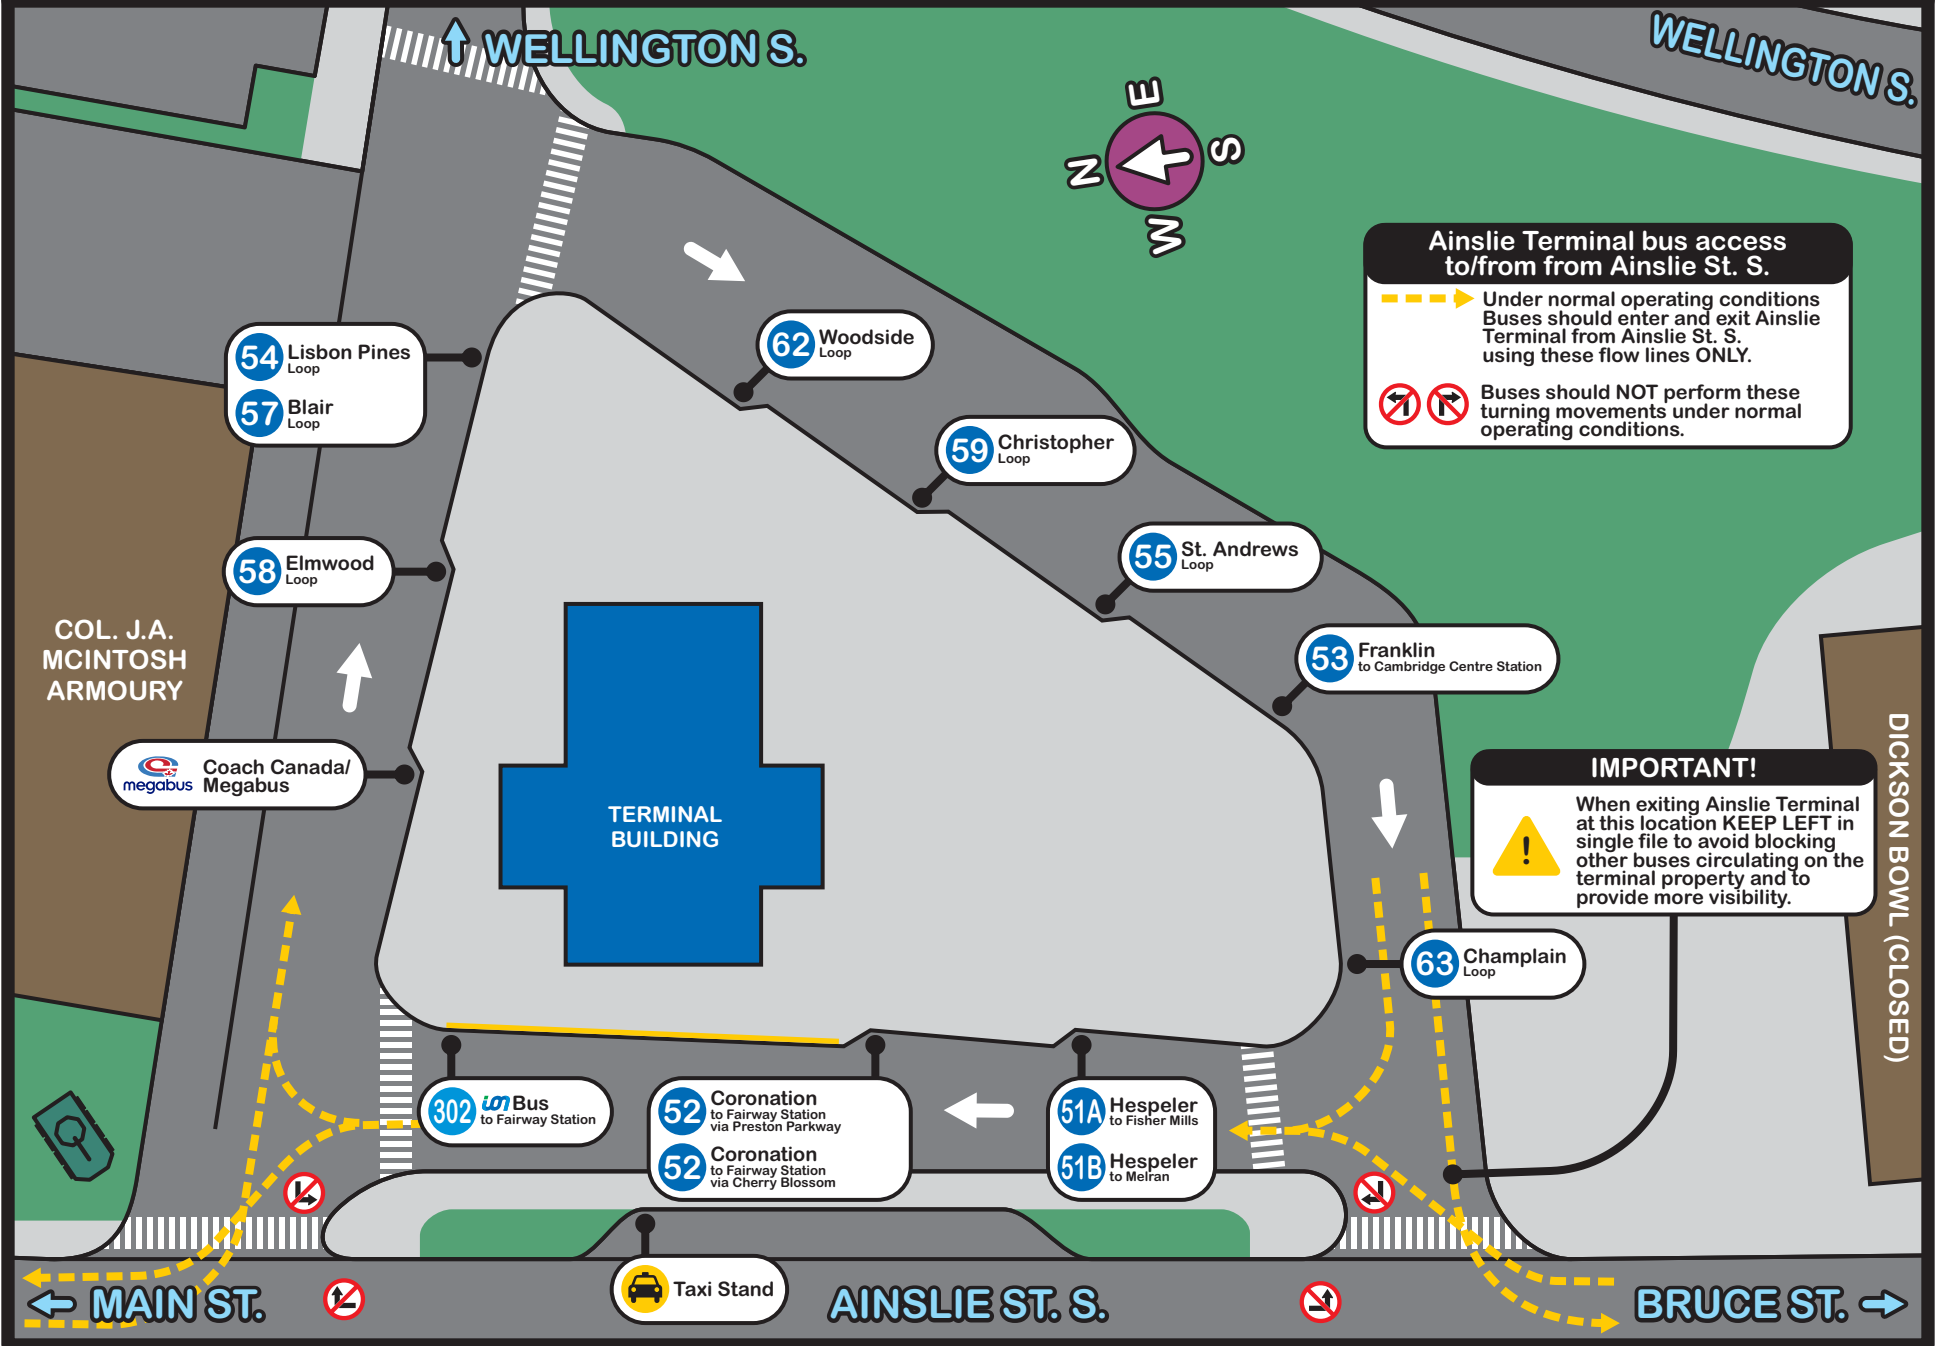 WELLINGTON S.
WELLINGTON S.
E
N
S
W
Ainslie Terminal bus access
to/from from Ainslie St. S.
Under normal operating conditions
Buses should enter and exit Ainslie
Terminal from Ainslie St. S.
using these flow lines ONLY.
Buses should NOT perform these
turning movements under normal
operating conditions.
54 Lisbon Pines
Loop
57 Blair
Loop
62 Woodside
Loop
59 Christopher
Loop
55 St. Andrews
Loop
58 Elmwood
Loop
53 Franklin
to Cambridge Centre Station
COL. J.A.
MCINTOSH
ARMOURY
megabus
Coach Canada/
Megabus
TERMINAL
BUILDING
IMPORTANT!
!
When exiting Ainslie Terminal
at this location KEEP LEFT in
single file to avoid blocking
other buses circulating on the
terminal property and to
provide more visibility.
DICKSON BOWL (CLOSED)
63 Champlain
Loop
302 ion Bus
to Fairway Station
52 Coronation
to Fairway Station
via Preston Parkway
52 Coronation
to Fairway Station
via Cherry Blossom
51A Hespeler
to Fisher Mills
51B Hespeler
to Melran
Taxi Stand
MAIN ST.
AINSLIE ST. S.
BRUCE ST.